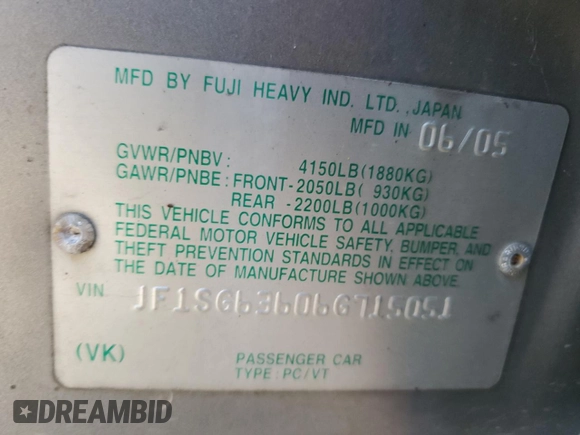 MFD BY FUJI HEAVY IND. LTD., JAPAN
MFD IN 06/05
GVWR/PNBV: 4150LB(1880KG)
GAWR/PNBE: FRONT-2050LB( 930KG)
REAR -2200LB(1000KG)
THIS VEHICLE CONFORMS TO ALL APPLICABLE
FEDERAL MOTOR VEHICLE SAFETY, BUMPER, AND
THEFT PREVENTION STANDARDS IN EFFECT ON
THE DATE OF MANUFACTURE SHOWN ABOVE.
VIN JF1SG63606G715051
(VK) PASSENGER CAR
TYPE: PC/VT
DREAMBID